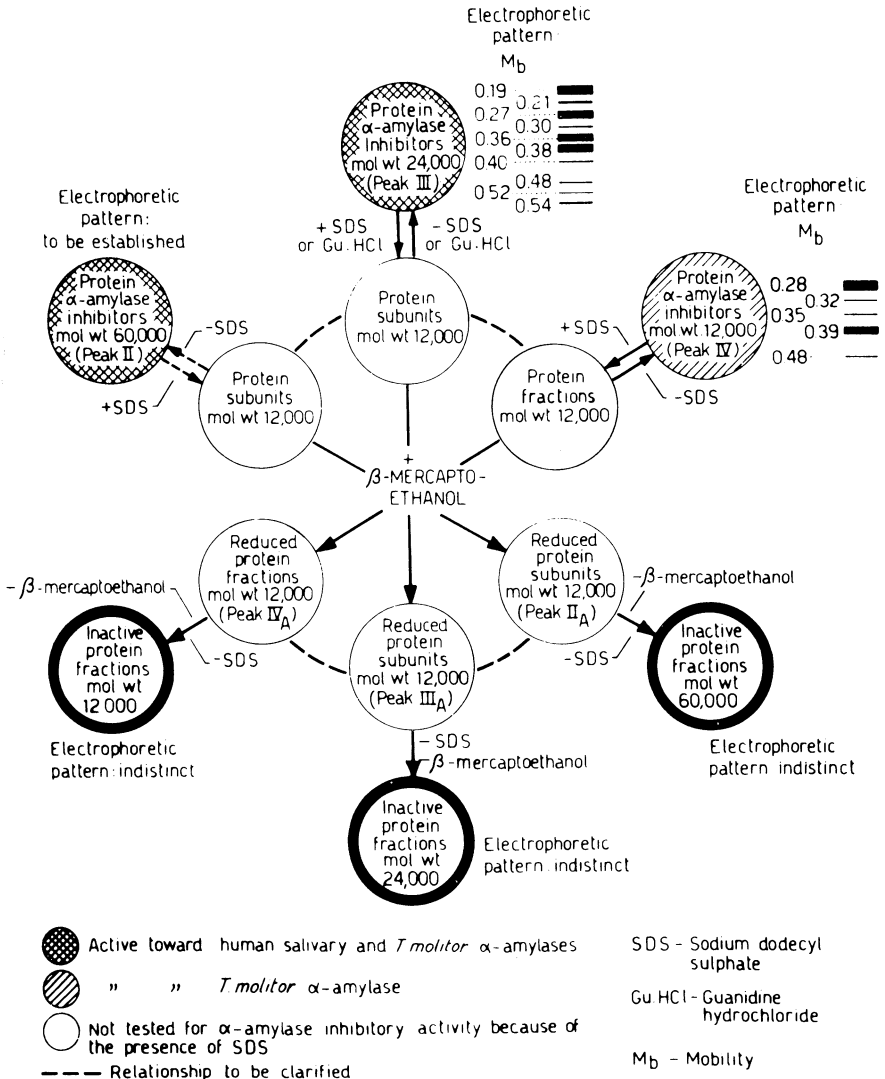 Electrophoretic
pattern:
Mb
0.19
0.21
0.27
0.30
0.36
0.38
0.40
0.48
0.52
0.54
Protein
α-amylase
Inhibitors
mol wt 24,000
(Peak III)
Electrophoretic
pattern:
to be established
Electrophoretic
pattern:
Mb
0.28
0.32
0.35
0.39
0.48
+ SDS
or Gu.HCl
- SDS
or Gu.HCl
Protein
α-amylase
inhibitors
mol wt 60,000
(Peak II)
-SDS
+SDS
Protein
subunits
mol wt 12,000
Protein
subunits
mol wt 12,000
Protein
fractions
mol wt 12,000
+SDS
-SDS
Protein
α-amylase
inhibitors
mol wt 12,000
(Peak IV)
+
β-MERCAPTO-
ETHANOL
Reduced
protein
fractions
mol wt 12,000
(Peak IVA)
Reduced
protein
subunits
mol wt 12,000
(Peak IIIA)
Reduced
protein
subunits
mol wt 12,000
(Peak IIA)
-β-mercaptoethanol
-SDS
-β-mercaptoethanol
-SDS
Inactive
protein
fractions
mol wt
12 000
Electrophoretic
pattern: indistinct
Inactive
protein
fractions
mol wt
60,000
Electrophoretic
pattern indistinct
- SDS
-β-mercaptoethanol
Inactive
protein
fractions
mol wt
24,000
Electrophoretic
pattern: indistinct
Active toward human salivary and T molitor α-amylases
" " T. molitor α-amylase
Not tested for α-amylase inhibitory activity because of
the presence of SDS
---- Relationship to be clarified
SDS - Sodium dodecyl
sulphate
Gu.HCl - Guanidine
hydrochloride
Mb - Mobility